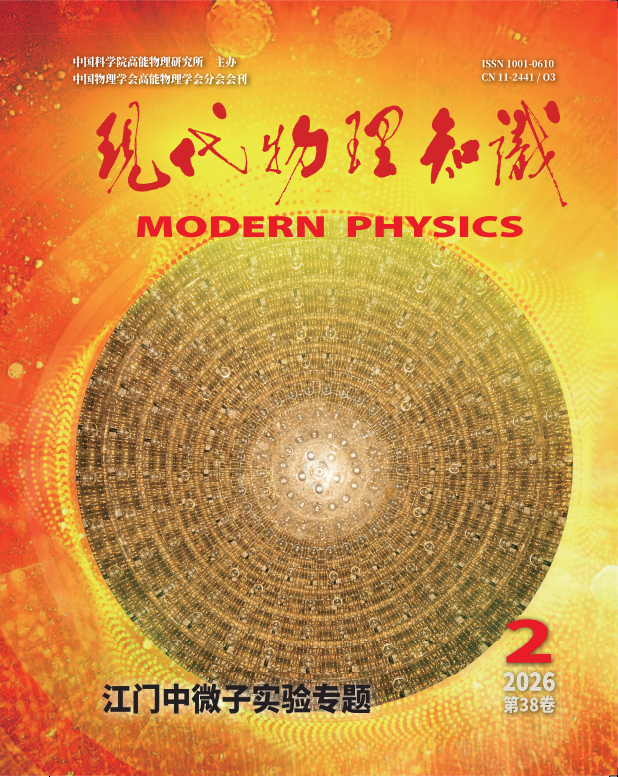 中国科学院高能物理研究所 主办
中国物理学会高能物理学会分会会刊
ISSN 1001-0610
CN 11-2441 / O3
现代物理知识
MODERN PHYSICS
2
2026
第38卷
江门中微子实验专题